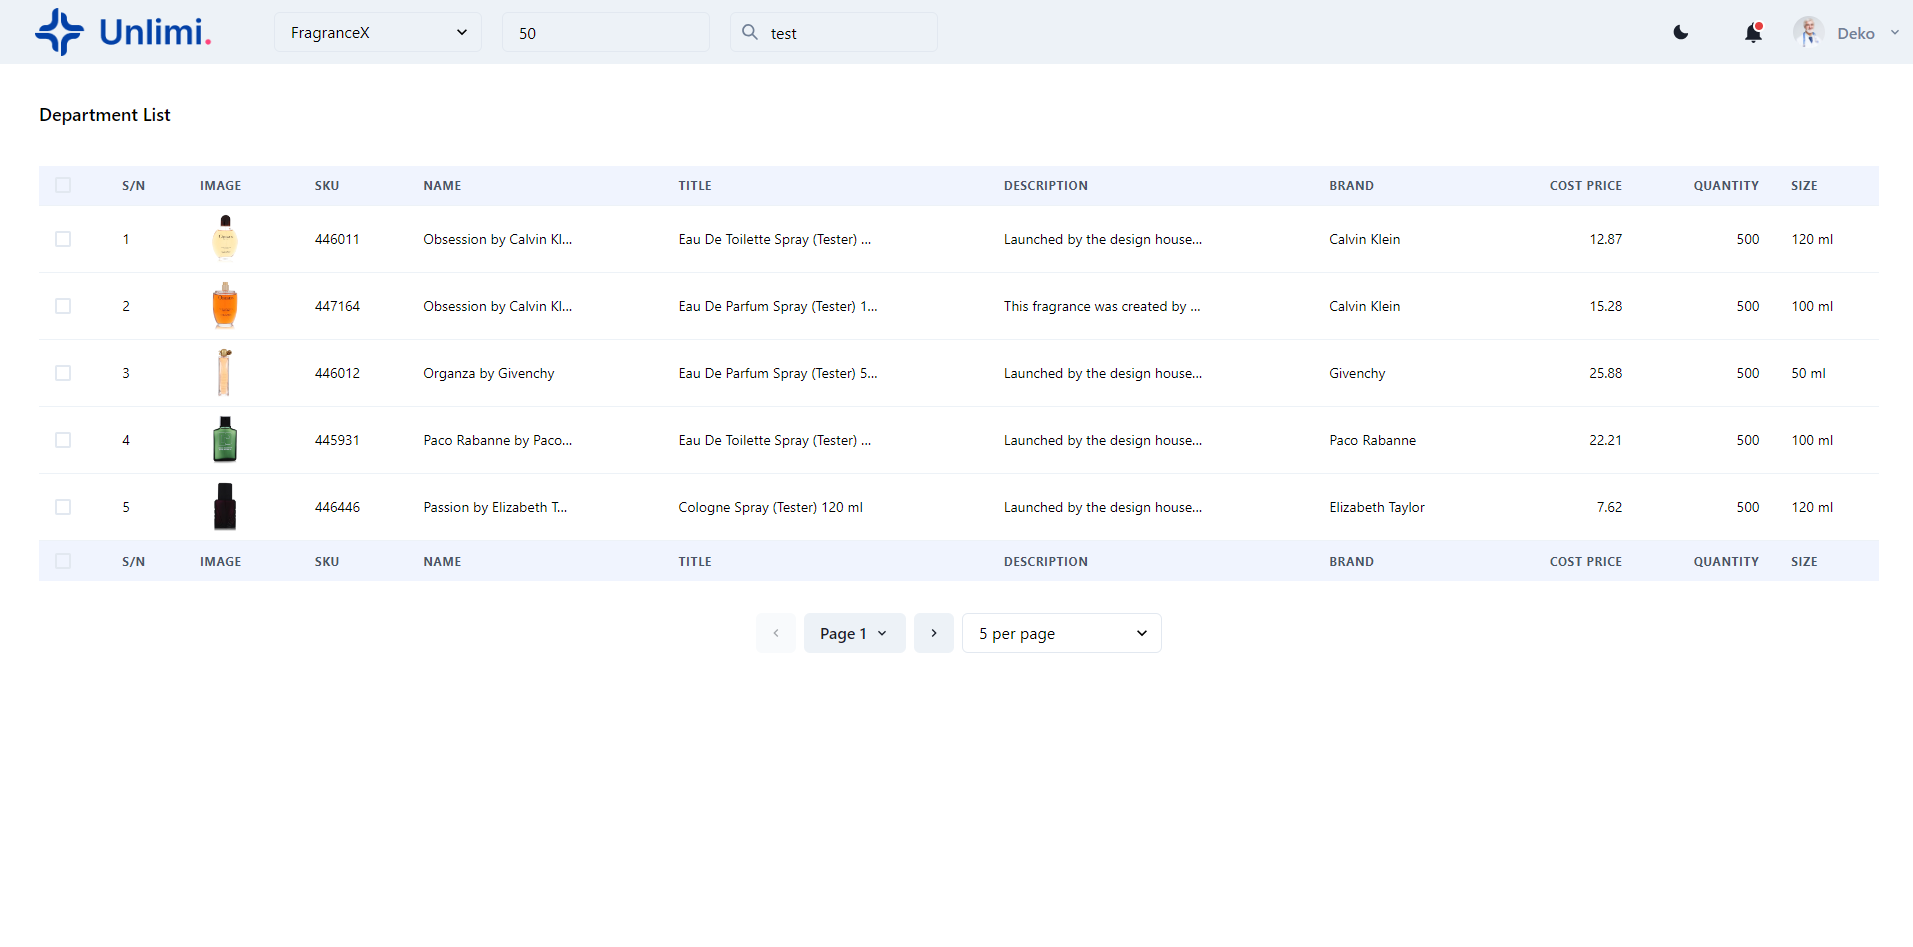 Unlimi.
FragranceX
50
test
Deko
Department List
S/N IMAGE SKU NAME TITLE DESCRIPTION BRAND COST PRICE QUANTITY SIZE
1 446011 Obsession by Calvin Kl... Eau De Toilette Spray (Tester) ... Launched by the design house... Calvin Klein 12.87 500 120 ml
2 447164 Obsession by Calvin Kl... Eau De Parfum Spray (Tester) 1... This fragrance was created by ... Calvin Klein 15.28 500 100 ml
3 446012 Organza by Givenchy Eau De Parfum Spray (Tester) 5... Launched by the design house... Givenchy 25.88 500 50 ml
4 445931 Paco Rabanne by Paco... Eau De Toilette Spray (Tester) ... Launched by the design house... Paco Rabanne 22.21 500 100 ml
5 446446 Passion by Elizabeth T... Cologne Spray (Tester) 120 ml Launched by the design house... Elizabeth Taylor 7.62 500 120 ml
S/N IMAGE SKU NAME TITLE DESCRIPTION BRAND COST PRICE QUANTITY SIZE
Page 1
5 per page